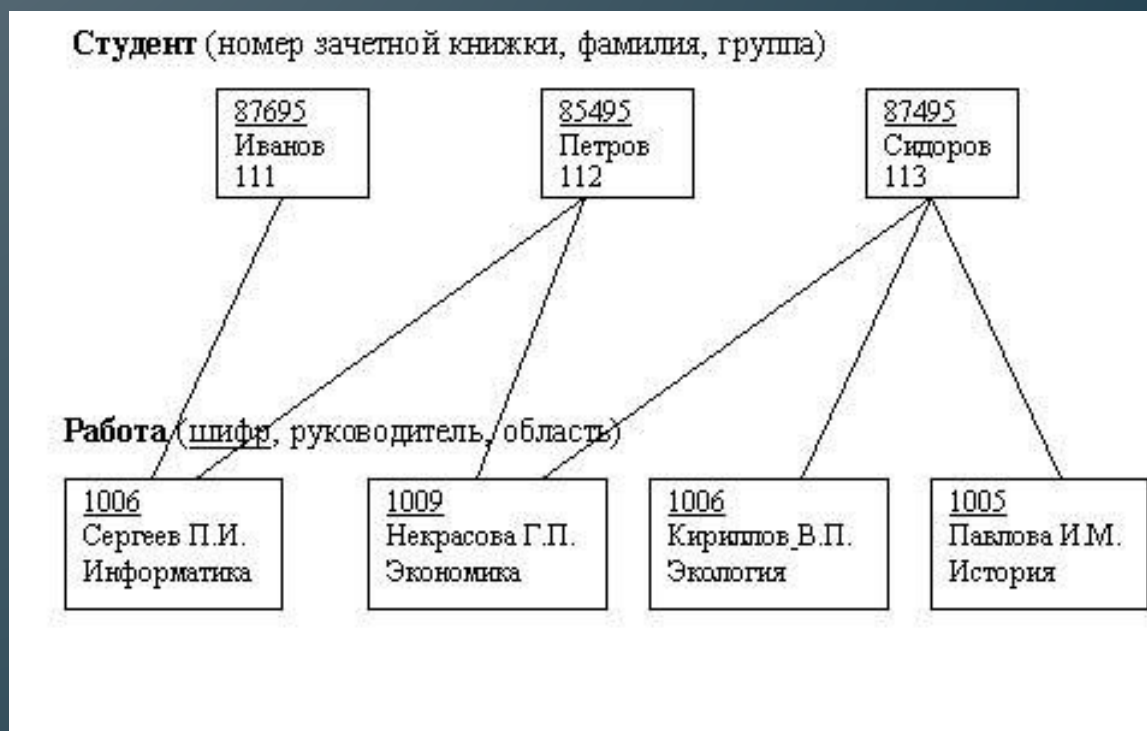 Студент (номер зачетной книжки, фамилия, группа)
87695
Иванов
111
85495
Петров
112
87495
Сидоров
113
Работа (шифр, руководитель, область)
1006
Сергеев П.И.
Информатика
1009
Некрасова Г.П.
Экономика
1006
Кириллов_В.П.
Экология
1005
Павлова И.М.
История